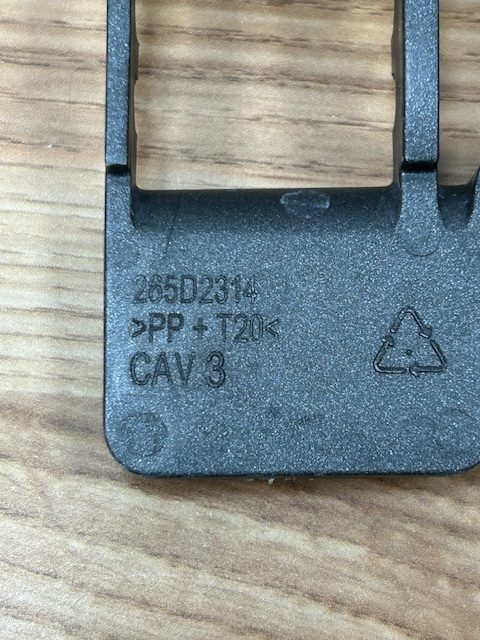 265D2314
>PP + T20<
CAV 3